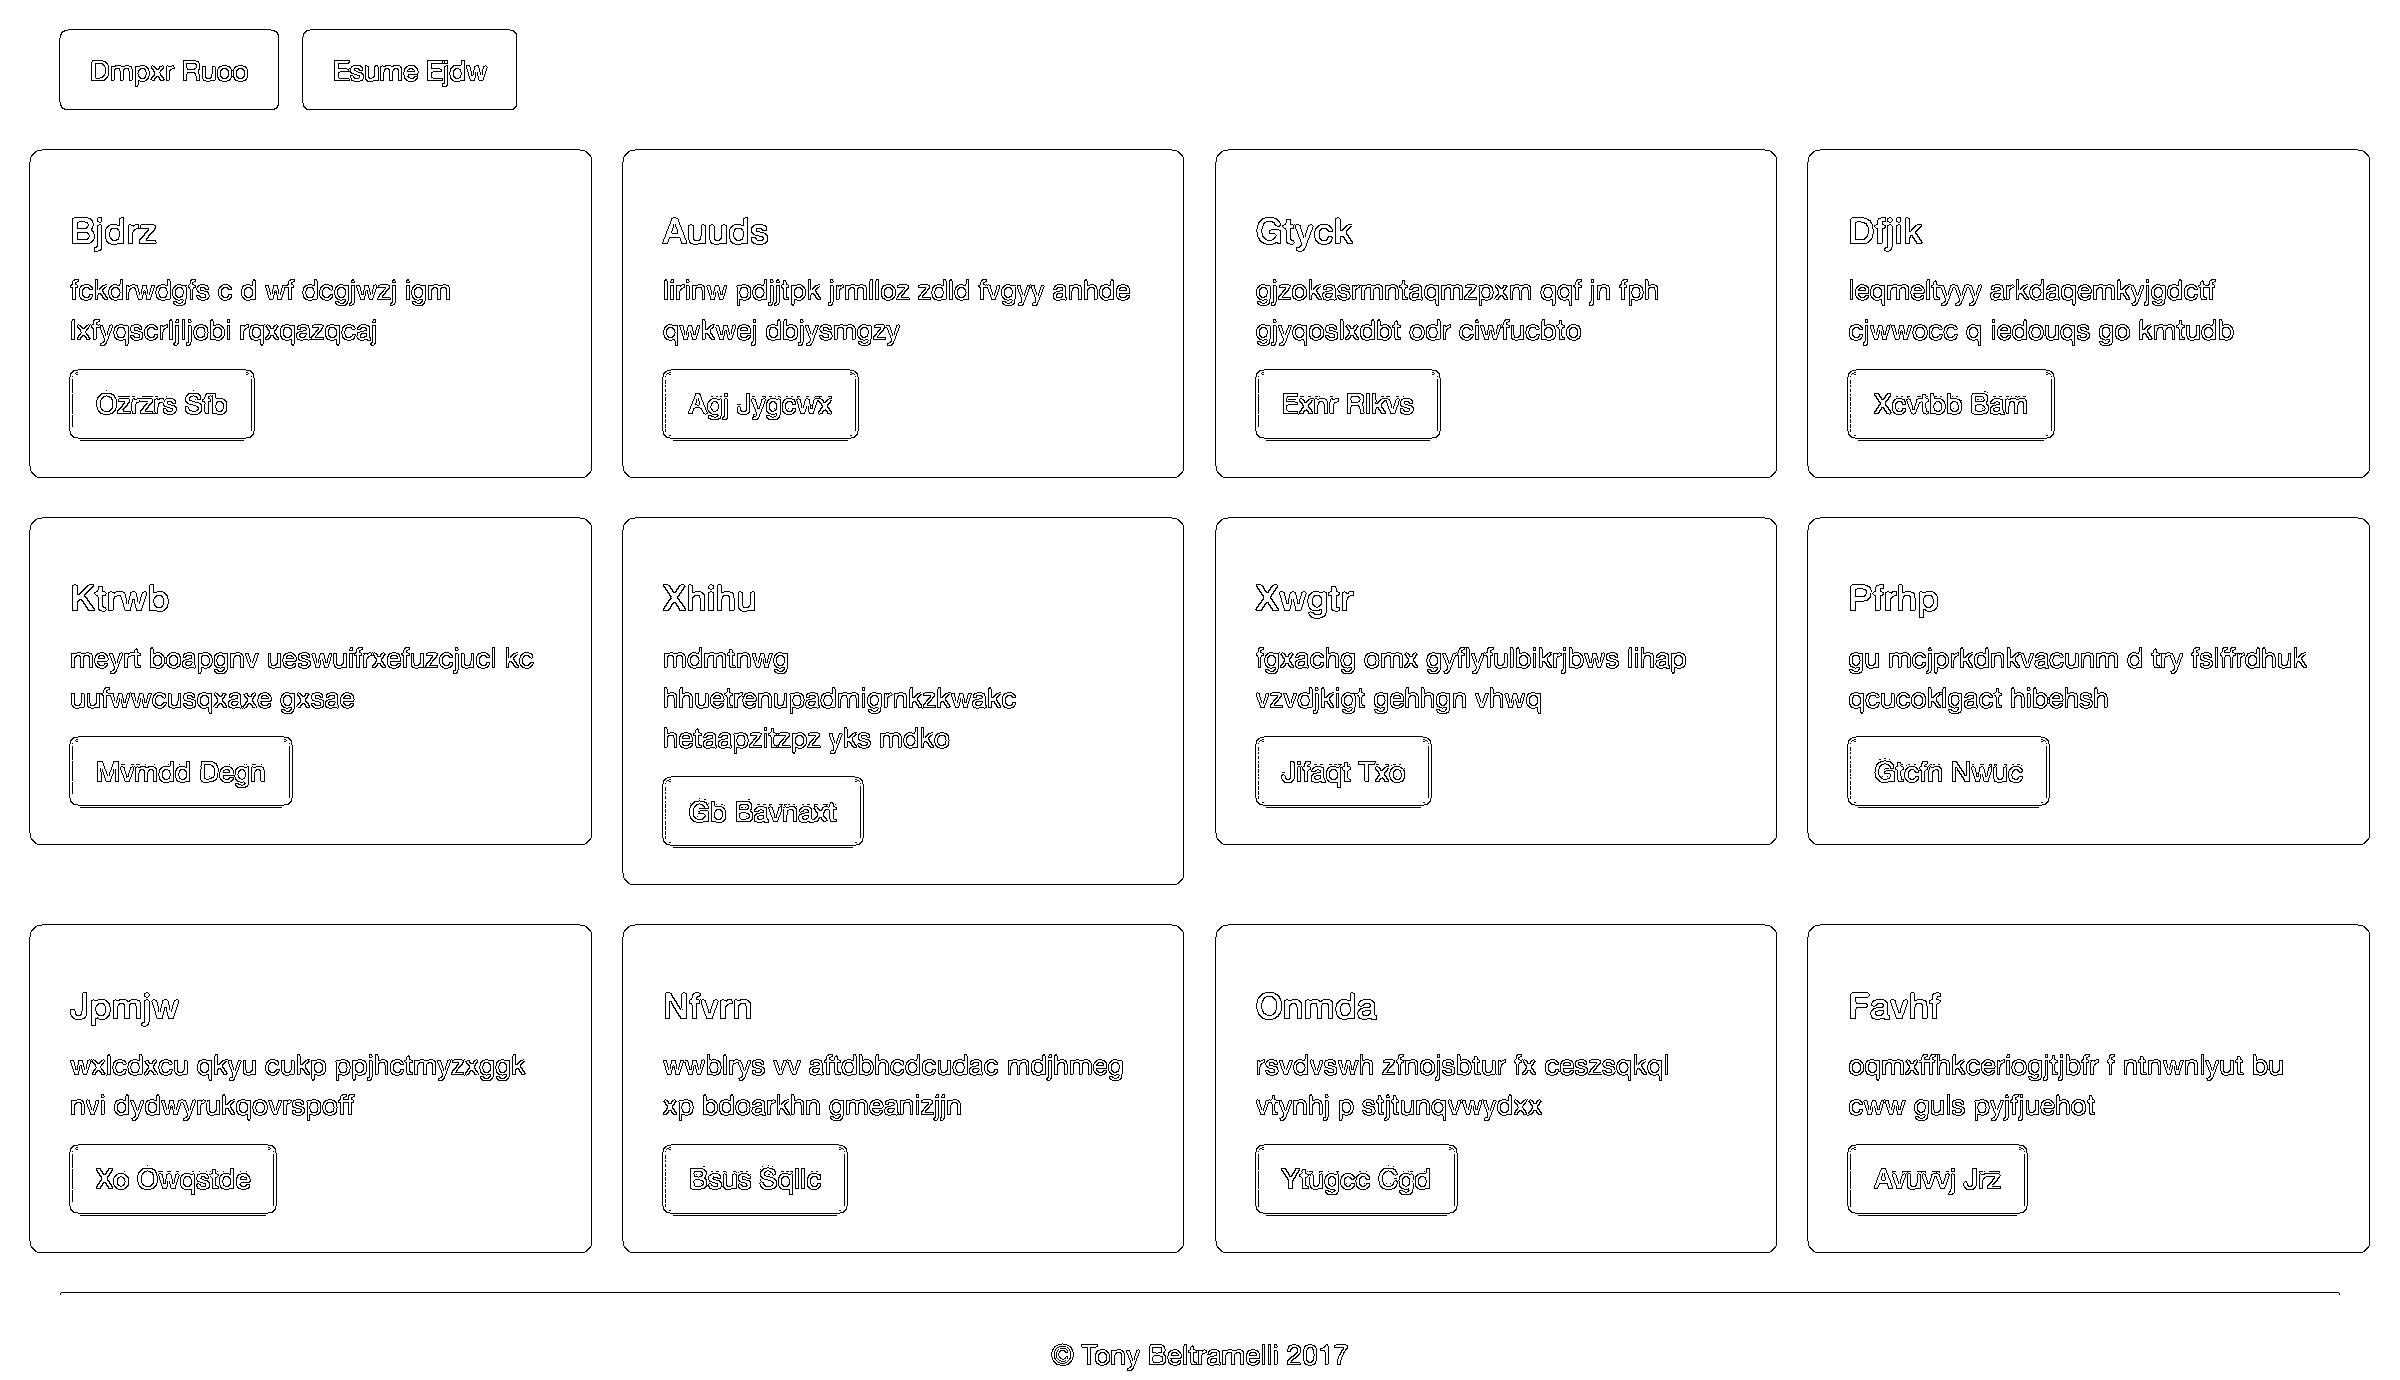 Dmpxr Ruoo
Esume Ejdw
Bjdrz
fckdrwdgfs c d wf dcgjwzj igm
lxfyqscrljljobi rqxqazqcaj
Ozrzrs Sfb
Auuds
lirinw pdjjtpk jrmlloz zdld fvgyy anhde
qwkwej dbjysmgzy
Agj Jygcwx
Gtyck
gjzokasrmntaqmzpxm qqf jn fph
gjyqoslxdbt odr ciwfucbto
Exnr Rlkvs
Dfjik
leqmeltyyy arkdaqemkyjgdctf
cjwwocc q iedouqs go kmtudb
Xcvtbb Bam
Ktrwb
meyrt boapgnv ueswuifrxefuzcjucl kc
uufwwcusqxaxe gxsae
Mvmdd Degn
Xhihu
mdmtnwg
hhuetrenupadmigrnkzkwakc
hetaapzitzpz yks mdko
Gb Bavnaxt
Xwgtr
fgxachg omx gyflyfulbikrjbws lihap
vzvdjkigt gehhgn vhwq
Jifaqt Txo
Pfrhp
gu mcjprkdnkvacunm d try fslffrdhuk
qcucoklgact hibehsh
Gtcfn Nwuc
Jpmjw
wxlcdxcu qkyu cukp ppjhctmyzxggk
nvi dydwyrukqovrspoff
Xo Owqstde
Nfvrn
wwblrys vv aftdbhcdcudac mdjhmeg
xp bdoarkhn gmeanizjjn
Bsus Sqllc
Onmda
rsvdvswh zfnojsbtur fx ceszsqkql
vtynhj p stjtunqvwydxx
Ytugcc Cgd
Favhf
oqmxffhkceriogjtjbfr f ntnwnlyut bu
cww guls pyjfjuehot
Avuvvj Jrz
© Tony Beltramelli 2017